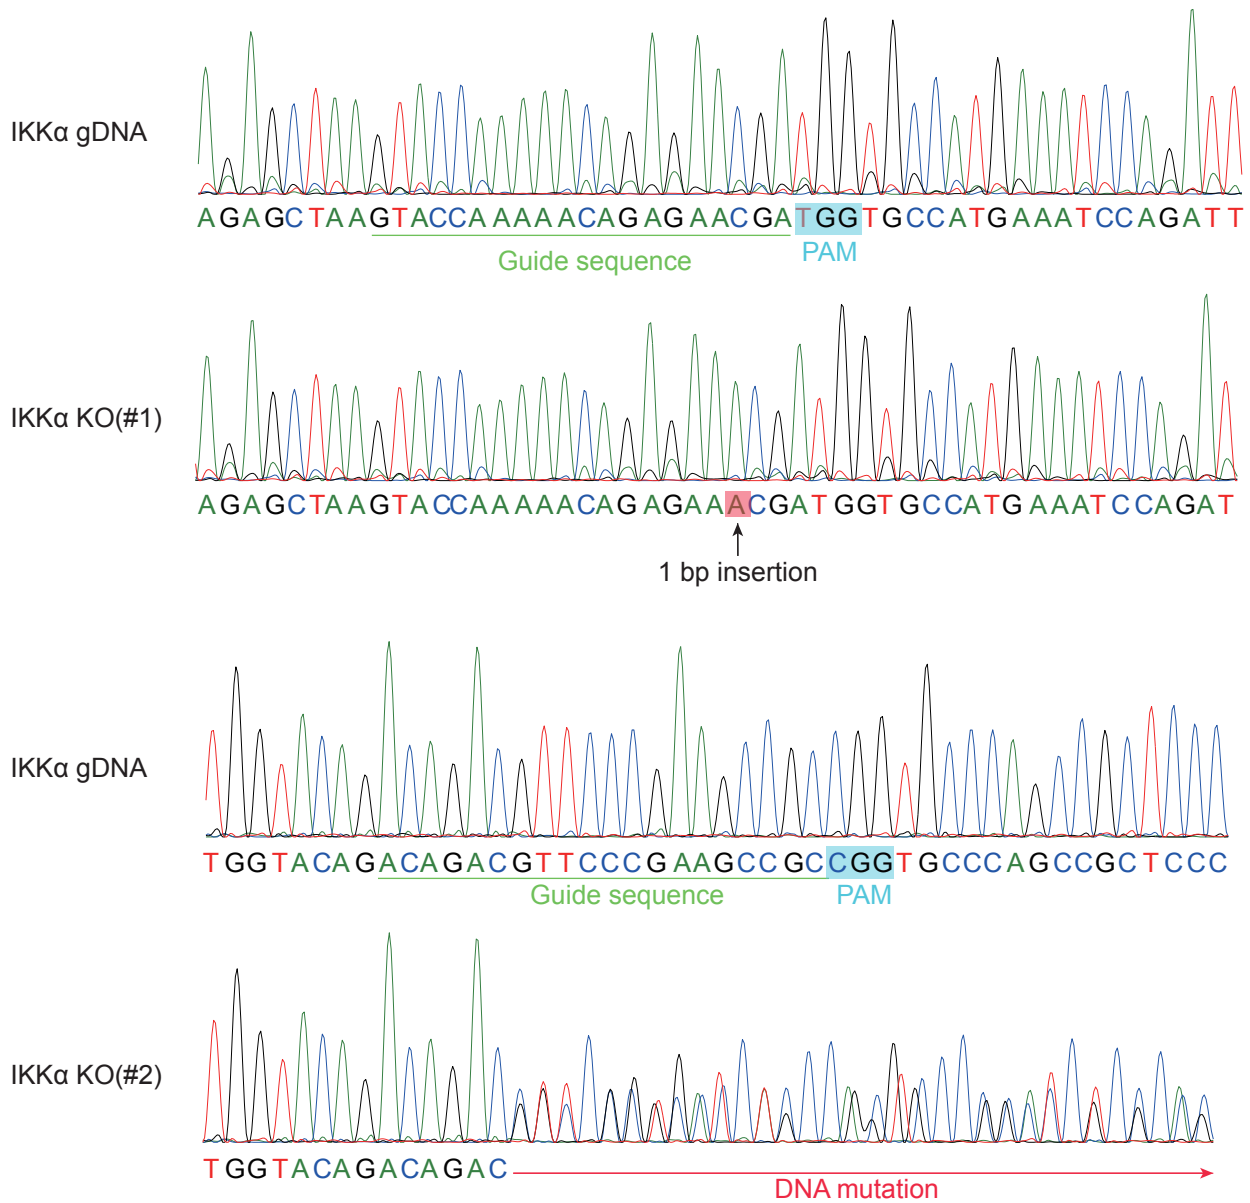 IKKα gDNA
AGAGCTAAGTACCAAAAACAGAGAACGATGGTGCCATGAAATCCAGATT
Guide sequence
PAM
IKKα KO(#1)
AGAGCTAAGTACCAAAAACAGAGAAACGATGGTGCCATGAAATCCAGAT
1 bp insertion
IKKα gDNA
TGGTACAGACAGACGTTCCCGAAGCCGCCGGTGCCCAGCCGCTCCC
Guide sequence
PAM
IKKα KO(#2)
TGGTACAGACAGAC
DNA mutation